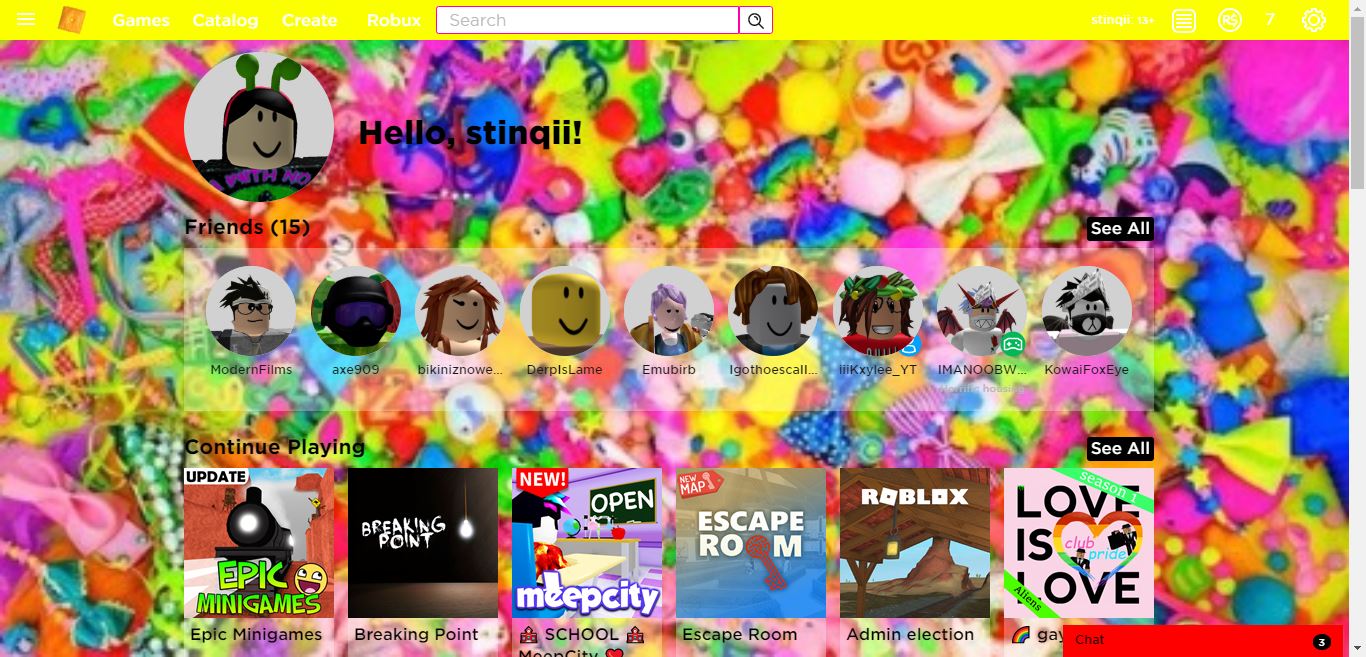 Games Catalog Create Robux Search stinqii: 13+ R$ 7
Hello, stinqii!
Friends (15) See All
ModernFilms axe909 bikiniznowe... DerpIsLame Emubirb Igothoescall... iiiKxylee_YT IMANOOBW... KowaiFoxEye
Continue Playing See All
UPDATE
EPIC
MINIGAMES
BREAKING
POINT
NEW!
OPEN
meepcity
NEW
MAP
ESCAPE
ROOM
ROBLOX
season 1
LOVE
IS
LOVE
club
pride
Aliens
Epic Minigames Breaking Point 🏫 SCHOOL 🏫 Escape Room Admin election 🌈 gay
MeepCity ❤️
Chat 3